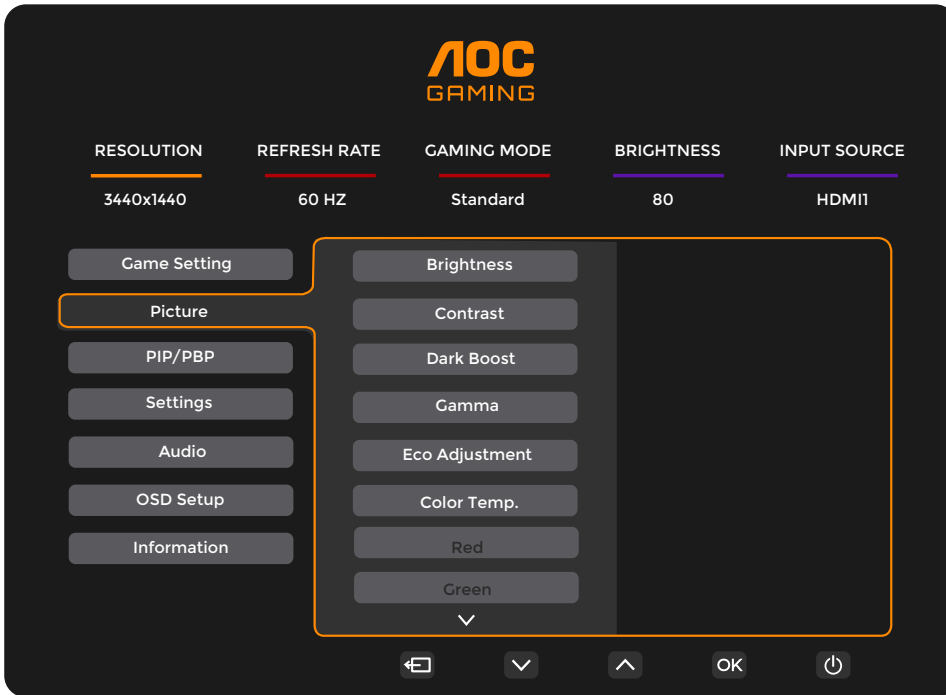 AOC
GAMING
RESOLUTION REFRESH RATE GAMING MODE BRIGHTNESS INPUT SOURCE
3440x1440 60 HZ Standard 80 HDMI1
Game Setting
Picture
PIP/PBP
Settings
Audio
OSD Setup
Information
Brightness
Contrast
Dark Boost
Gamma
Eco Adjustment
Color Temp.
Red
Green
OK